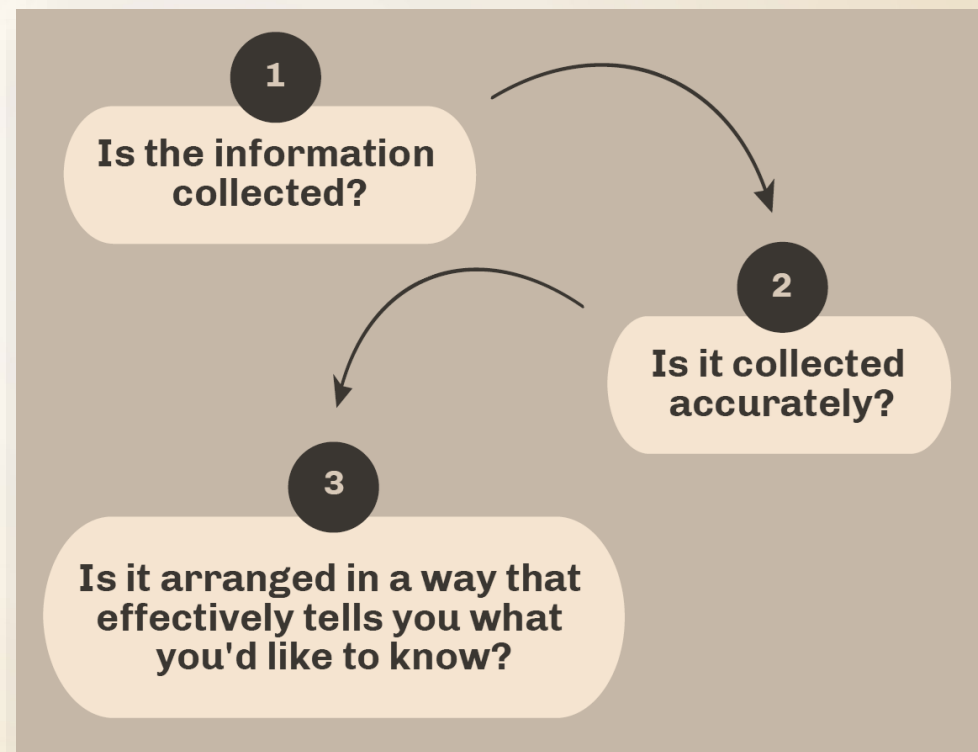 1
Is the information
collected?
2
Is it collected
accurately?
3
Is it arranged in a way that
effectively tells you what
you'd like to know?